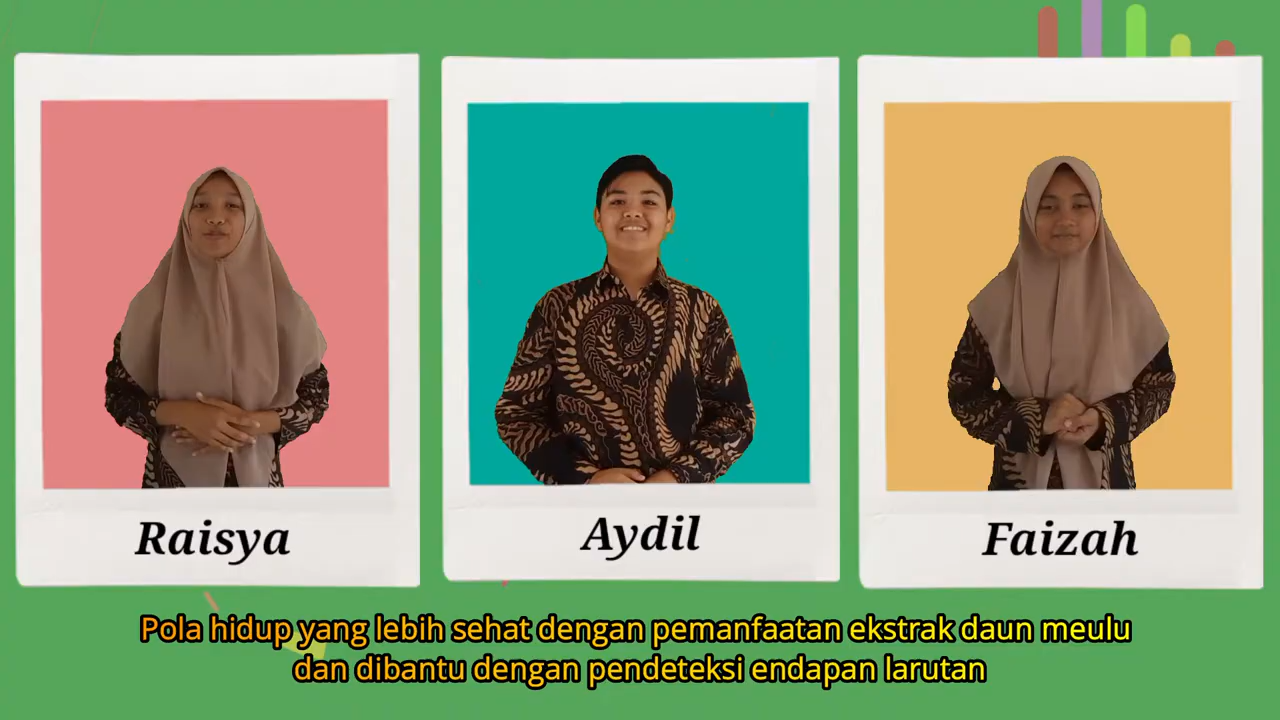 Raisya
Aydil
Faizah
Pola hidup yang lebih sehat dengan pemanfaatan ekstrak daun meulu
dan dibantu dengan pendeteksi endapan larutan